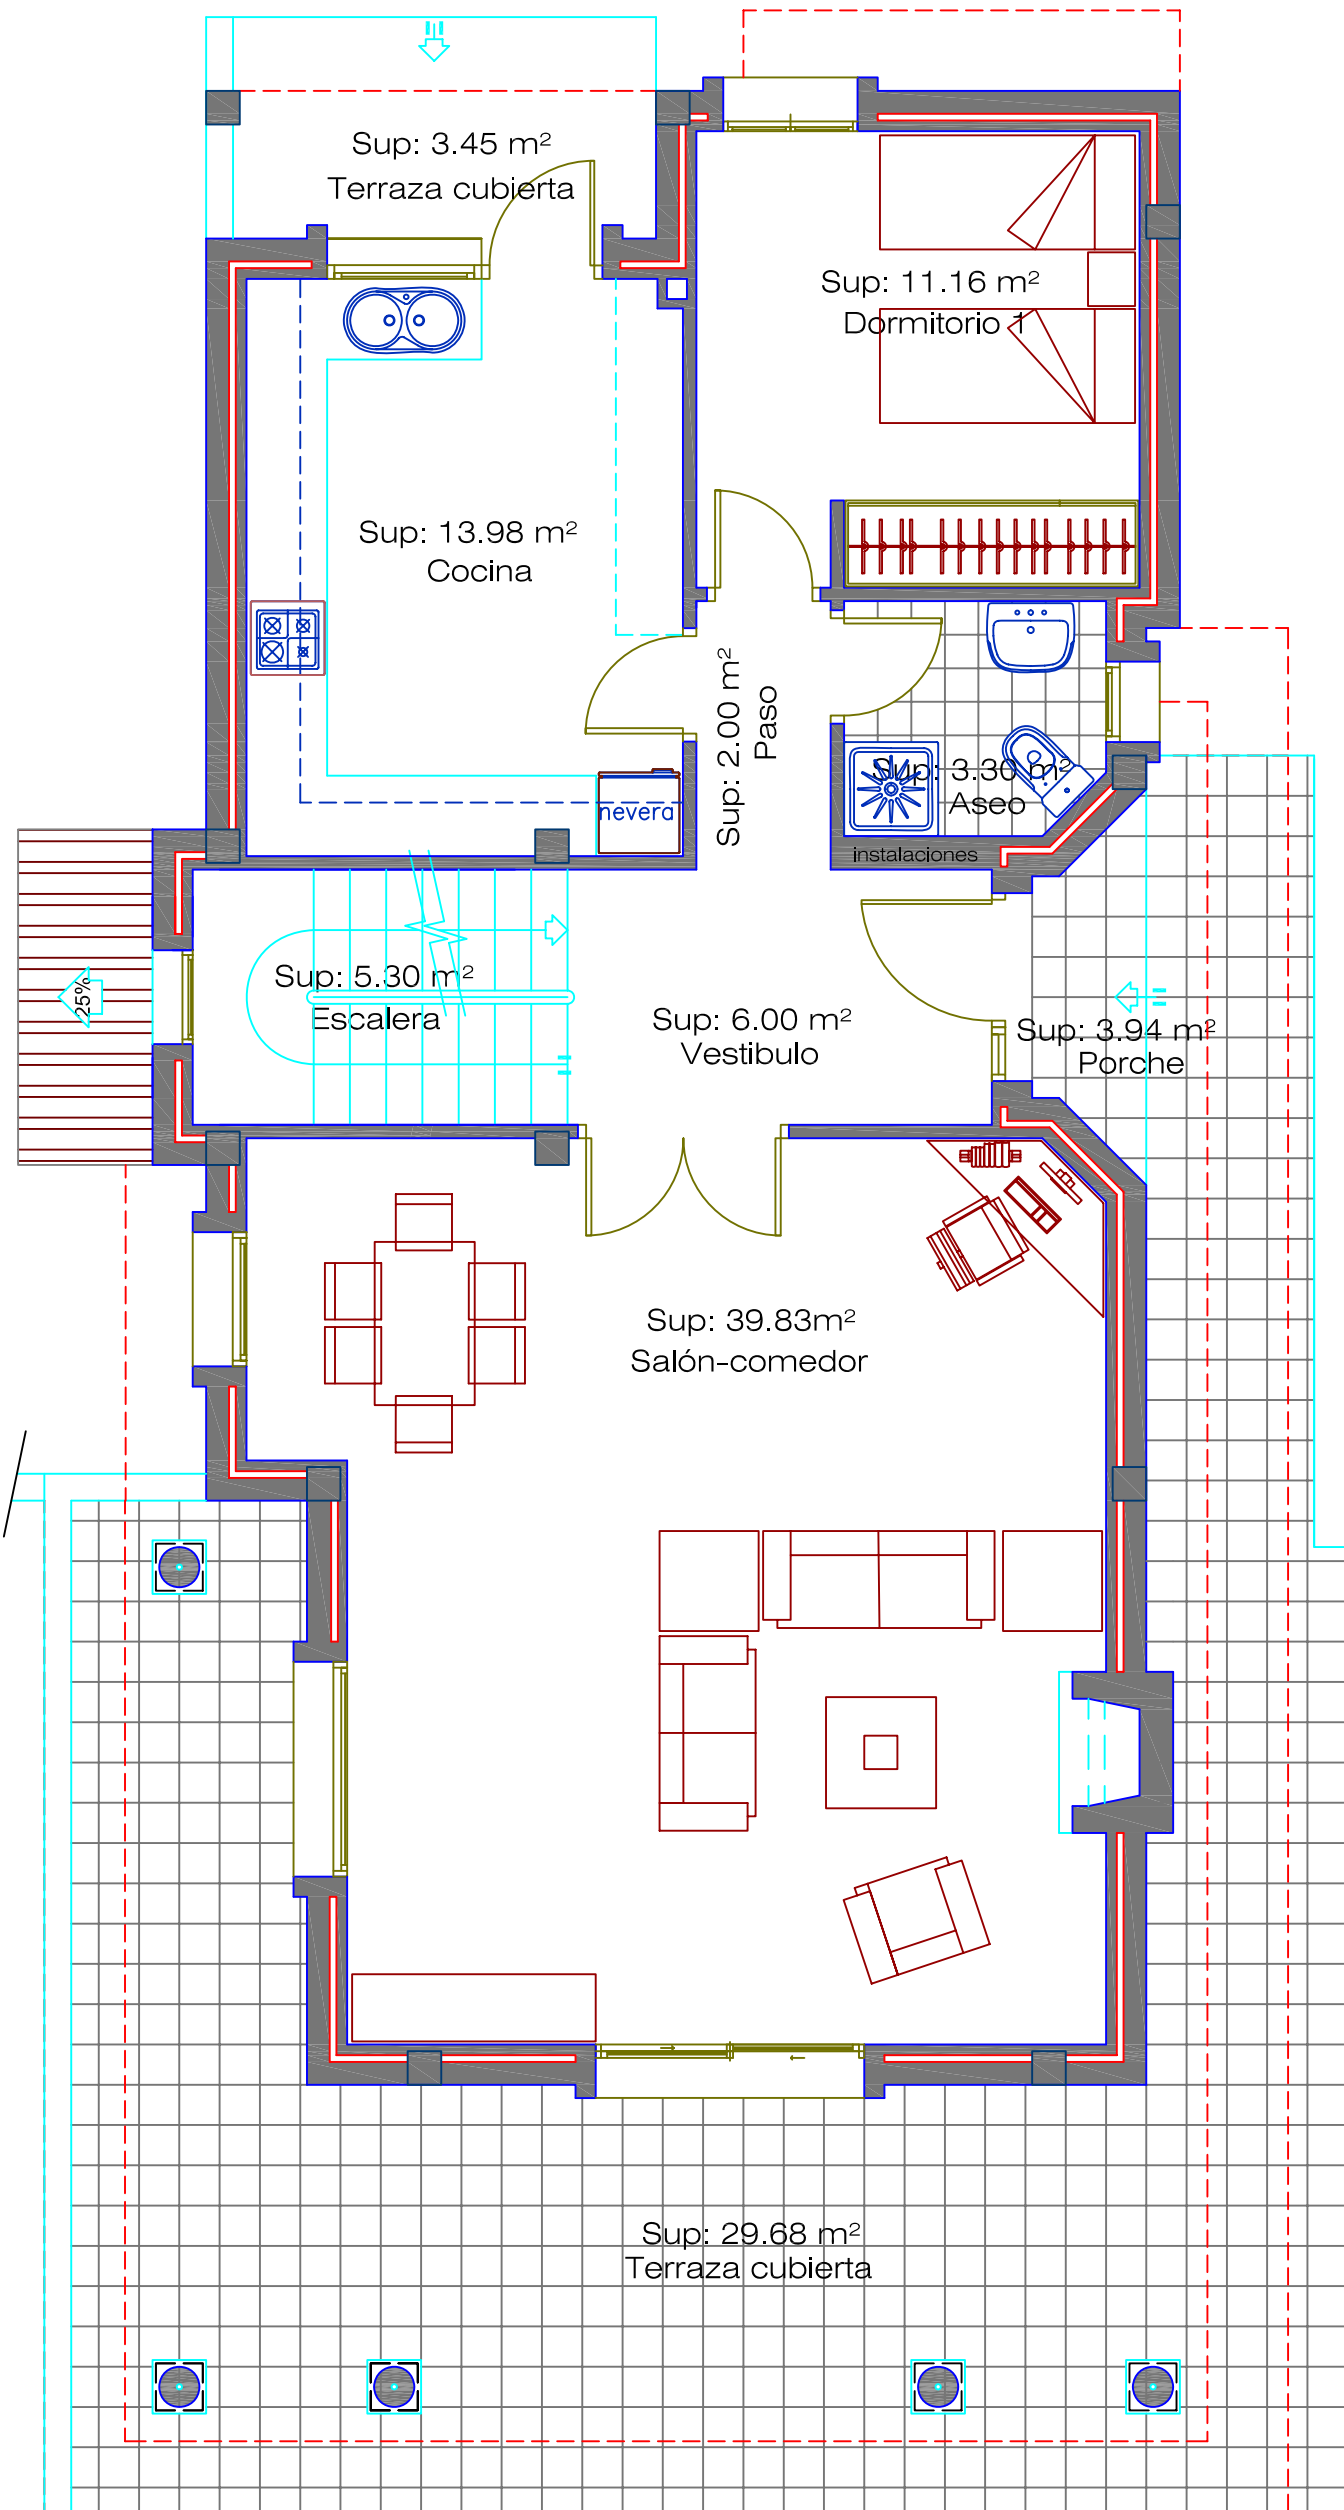 Sup: 3.45 m²
Terraza cubierta
Sup: 11.16 m²
Dormitorio 1
Sup: 13.98 m²
Cocina
Sup: 2.00 m²
Paso
Sup: 3.30 m²
Aseo
nevera
instalaciones
Sup: 5.30 m²
Escalera
25%
Sup: 6.00 m²
Vestibulo
Sup: 3.94 m²
Porche
Sup: 39.83m²
Salón-comedor
Sup: 29.68 m²
Terraza cubierta